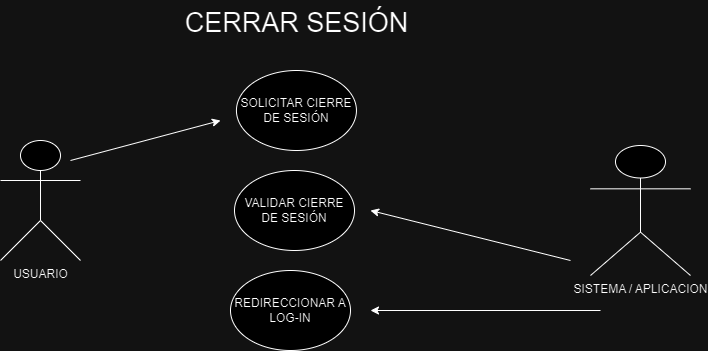 CERRAR SESIÓN
SOLICITAR CIERRE
DE SESIÓN
VALIDAR CIERRE
DE SESIÓN
USUARIO
SISTEMA / APLICACION
REDIRECCIONAR A
LOG-IN